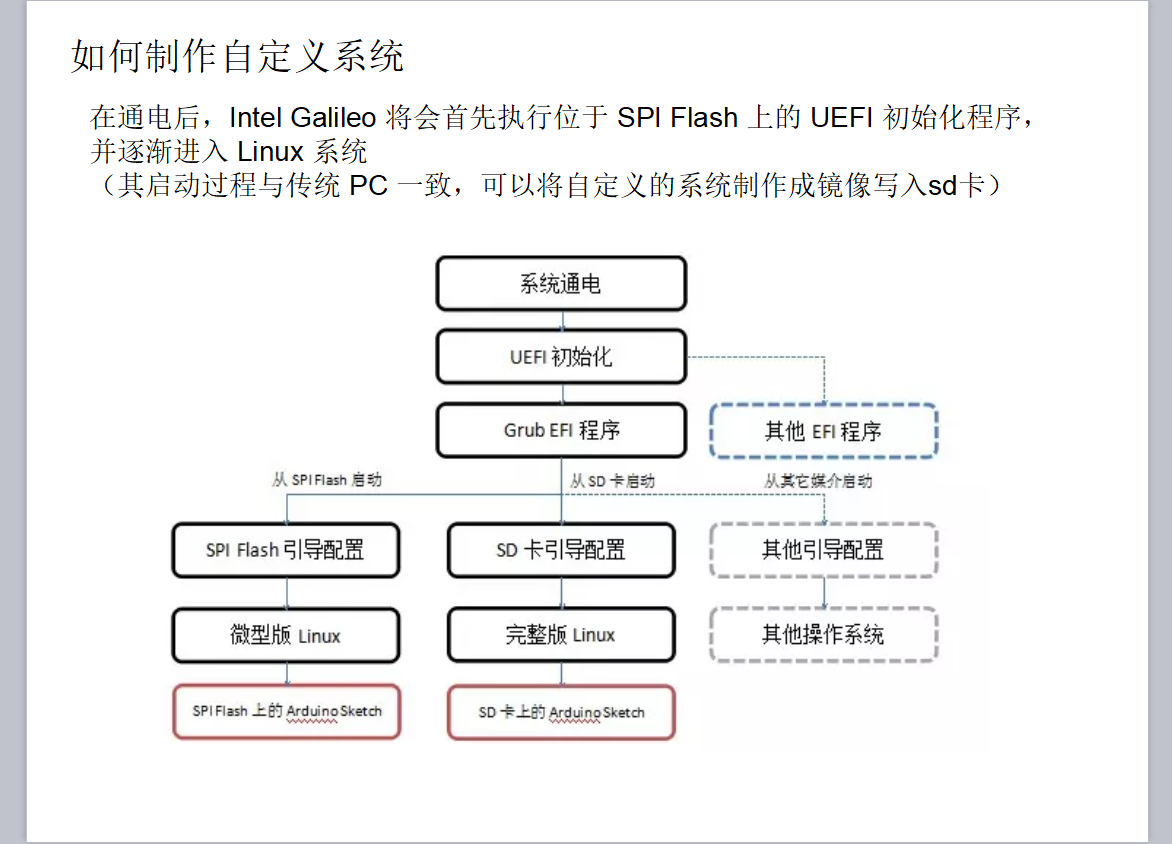 如何制作自定义系统
在通电后，Intel Galileo 将会首先执行位于 SPI Flash 上的 UEFI 初始化程序，
并逐渐进入 Linux 系统
（其启动过程与传统 PC 一致，可以将自定义的系统制作成镜像写入sd卡）
系统通电
UEFI 初始化
Grub EFI 程序
其他 EFI 程序
从 SPI Flash 启动
从 SD 卡启动
从其它媒介启动
SPI Flash 引导配置
SD 卡引导配置
其他引导配置
微型版 Linux
完整版 Linux
其他操作系统
SPI Flash 上的 Arduino Sketch
SD 卡上的 Arduino Sketch